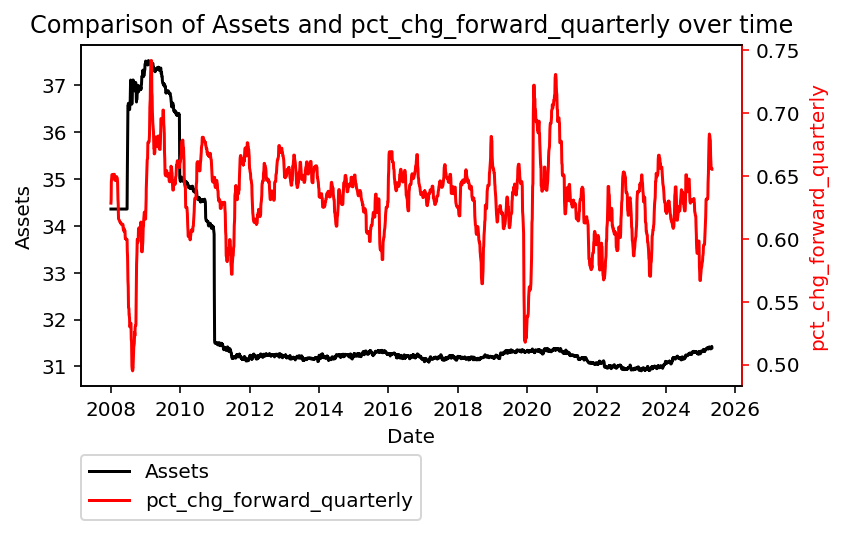 Comparison of Assets and pct_chg_forward_quarterly over time
Assets
37
36
35
34
33
32
31
0.75
0.70
0.65
0.60
0.55
0.50
pct_chg_forward_quarterly
2008 2010 2012 2014 2016 2018 2020 2022 2024 2026
Date
Assets
pct_chg_forward_quarterly